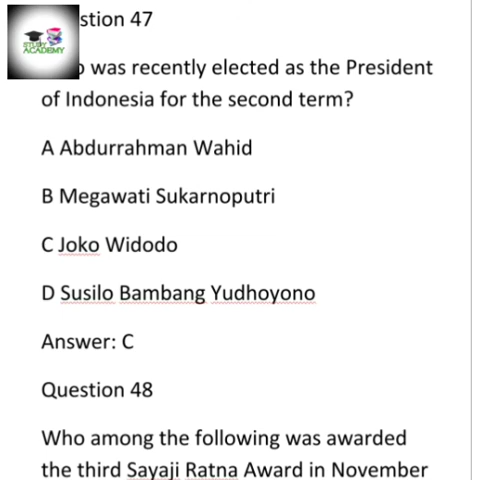 stion 47
STUDY
ACADEMY
o was recently elected as the President
of Indonesia for the second term?
A Abdurrahman Wahid
B Megawati Sukarnoputri
C Joko Widodo
D Susilo Bambang Yudhoyono
Answer: C
Question 48
Who among the following was awarded
the third Sayaji Ratna Award in November